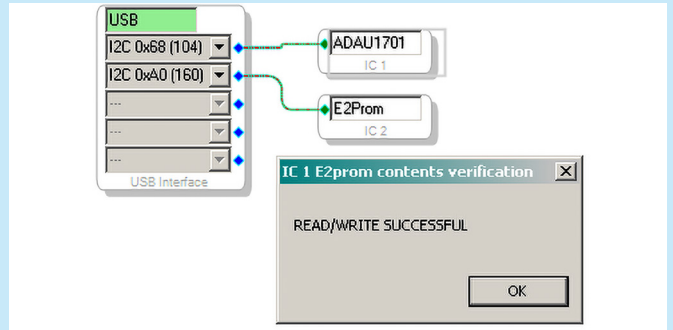 USB
I2C 0x68 (104)
I2C 0xA0 (160)
---
---
---
USB Interface
ADAU1701
IC 1
E2Prom
IC 2
IC 1 E2prom contents verification
READ/WRITE SUCCESSFUL
OK